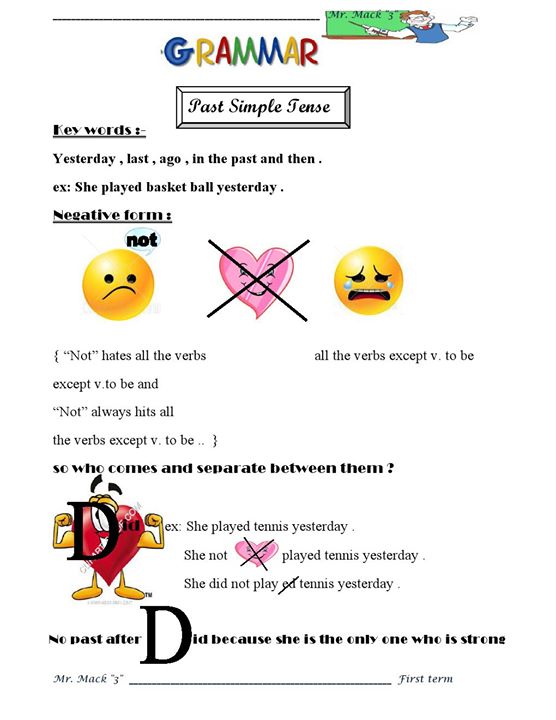 Mr. Mack "3"
GRAMMAR
Past Simple Tense
Key words :-
Yesterday , last , ago , in the past and then .
ex: She played basket ball yesterday .
Negative form :
not
{ “Not” hates all the verbs all the verbs except v. to be
except v.to be and
“Not” always hits all
the verbs except v. to be .. }
so who comes and separate between them ?
Did ex: She played tennis yesterday .
She not played tennis yesterday .
She did not play ed tennis yesterday .
No past after Did because she is the only one who is strong
Mr. Mack "3" First term